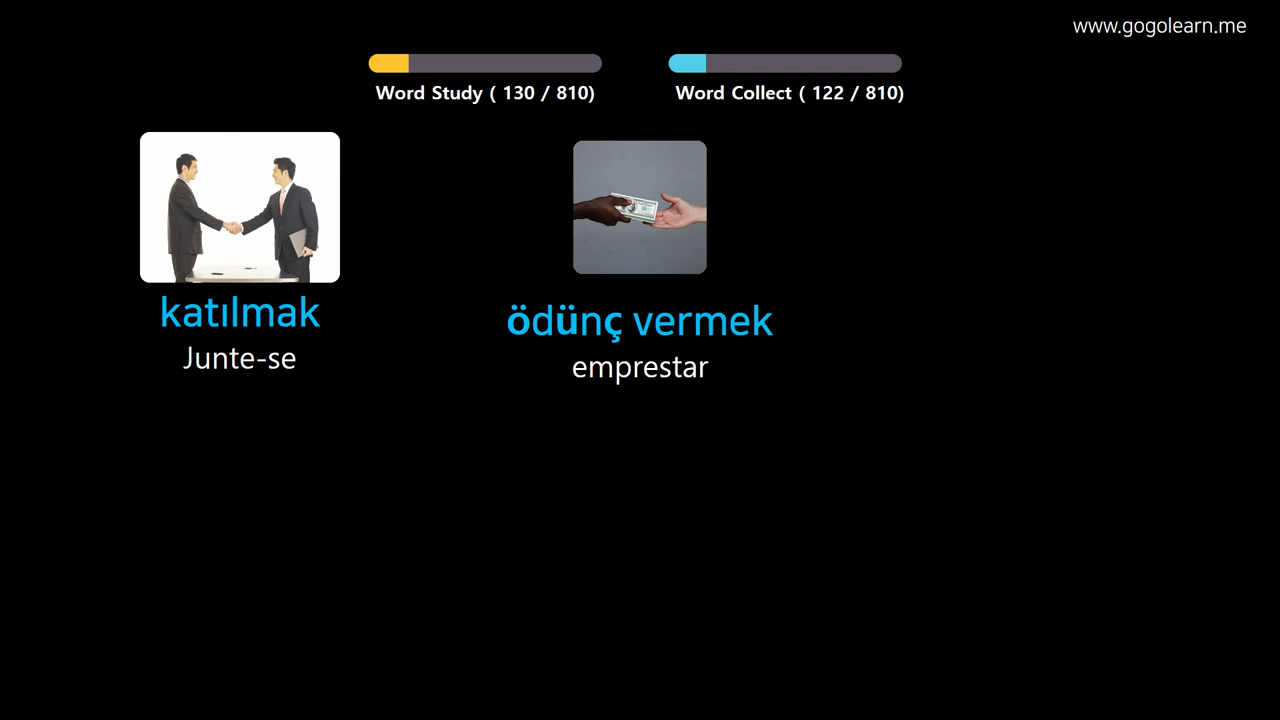 www.gogolearn.me
Word Study ( 130 / 810)
Word Collect ( 122 / 810)
katılmak
Junte-se
ödünç vermek
emprestar